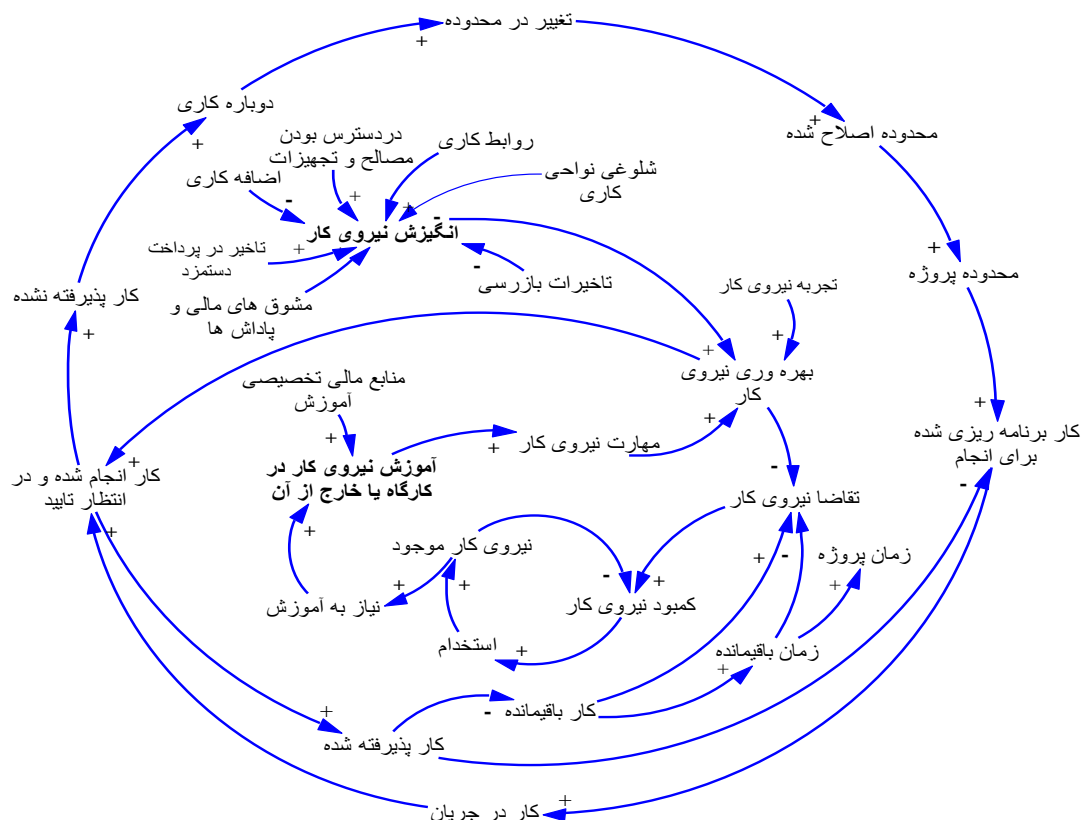 تغییر در محدوده
+
دوباره کاری
+
محدوده اصلاح شده
+
دردسترس بودن
مصالح و تجهیزات
+
روابط کاری
+
شلوغی نواحی
کاری
-
اضافه کاری
-
انگیزش نیروی کار
تاخیر در پرداخت
دستمزد
+
مشوق های مالی و
پاداش ها
+
تاخیرات بازرسی
-
محدوده پروژه
+
تجربه نیروی کار
+
کار پذیرفته نشده
+
بهره وری نیروی
کار
+
منابع مالی تخصیصی
آموزش
+
مهارت نیروی کار
+
+
کار برنامه ریزی شده
برای انجام
+
-
آموزش نیروی کار در
کارگاه یا خارج از آن
+
کار انجام شده و در
انتظار تایید
+
+
تقاضا نیروی کار
-
-
+
نیروی کار موجود
+
زمان پروژه
+
نیاز به آموزش
+
کمبود نیروی کار
-
+
استخدام
+
زمان باقیمانده
+
کار باقیمانده
-
کار پذیرفته شده
+
کار در جریان
+